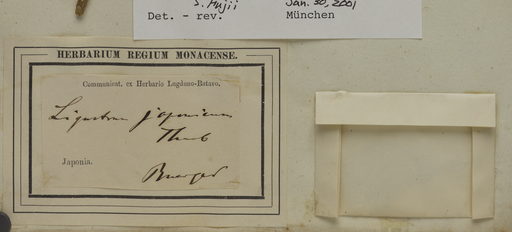 S. Fujii Jan. 30, 2001
Det. - rev. München
HERBARIUM REGIUM MONACENSE.
Communicat. ex Herbario Lugduno-Batavo.
Ligustrum japonicum
Thunb
Japonia.
Buerger